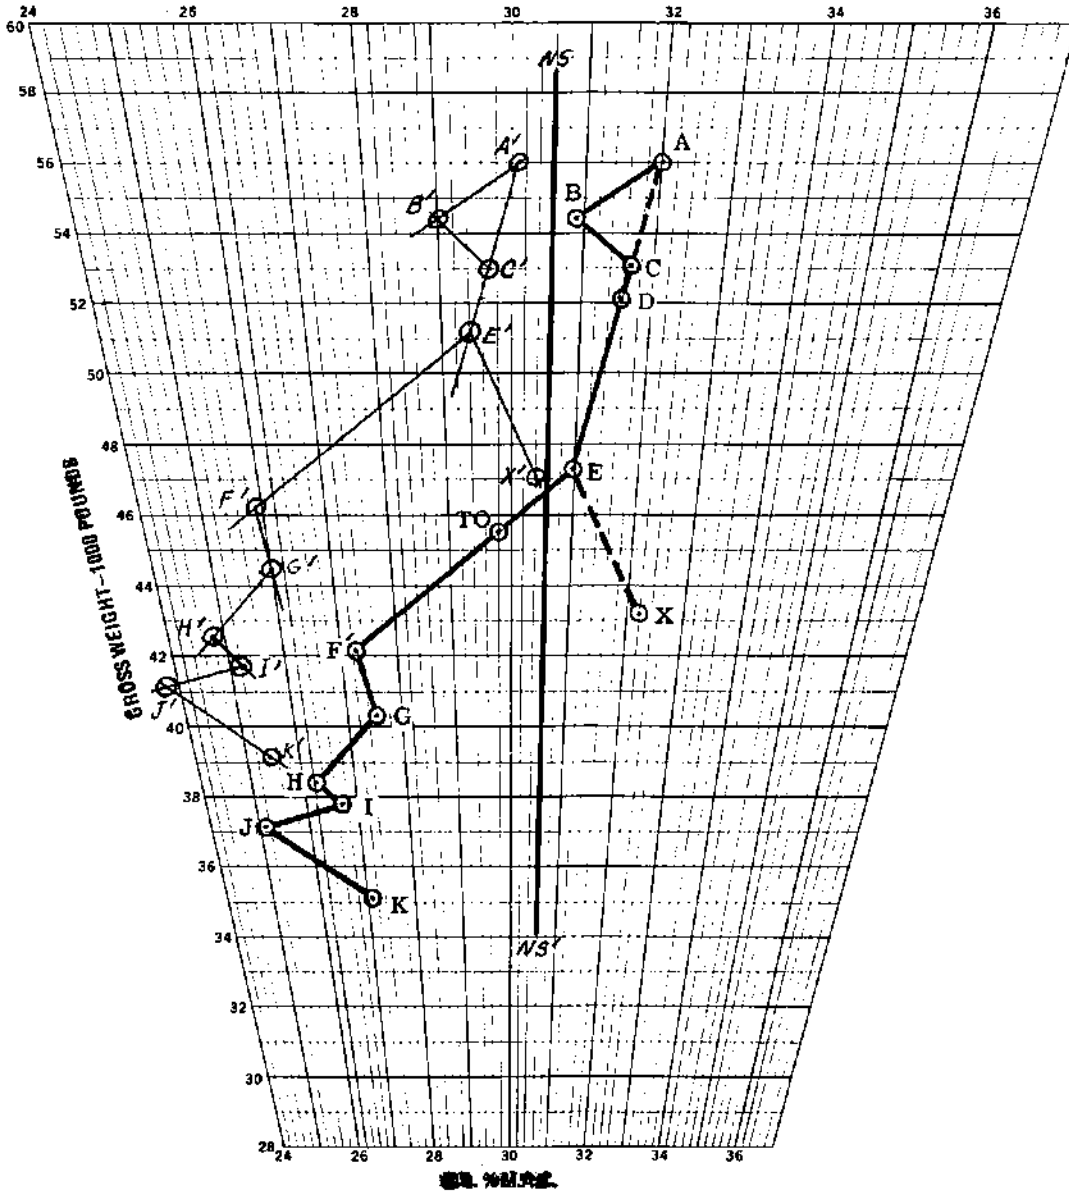 24 26 28 30 32 34 36 36
60
NS
58
A' A
56
B' B
54
C' C
52 D
E'
50
48
X' E
F' 46 TO
G' 44 X
H' I' F'
42
J'
40 G
K'
H
38 I
J
36 K
34 NS'
32
30
28
24 26 28 30 32 34 36
GROSS WEIGHT-1000 POUNDS
% M.A.C.